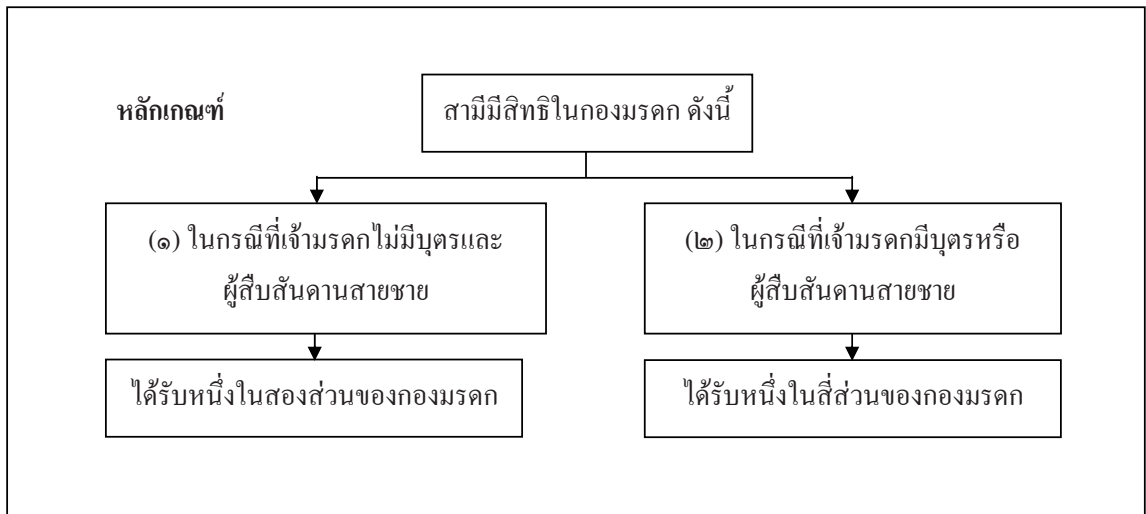 หลักเกณฑ์
สามีมีสิทธิในกองมรดก ดังนี้
(๑) ในกรณีที่เจ้ามรดกไม่มีบุตรและ
ผู้สืบสันดานสายชาย
ได้รับหนึ่งในสองส่วนของกองมรดก
(๒) ในกรณีที่เจ้ามรดกมีบุตรหรือ
ผู้สืบสันดานสายชาย
ได้รับหนึ่งในสี่ส่วนของกองมรดก